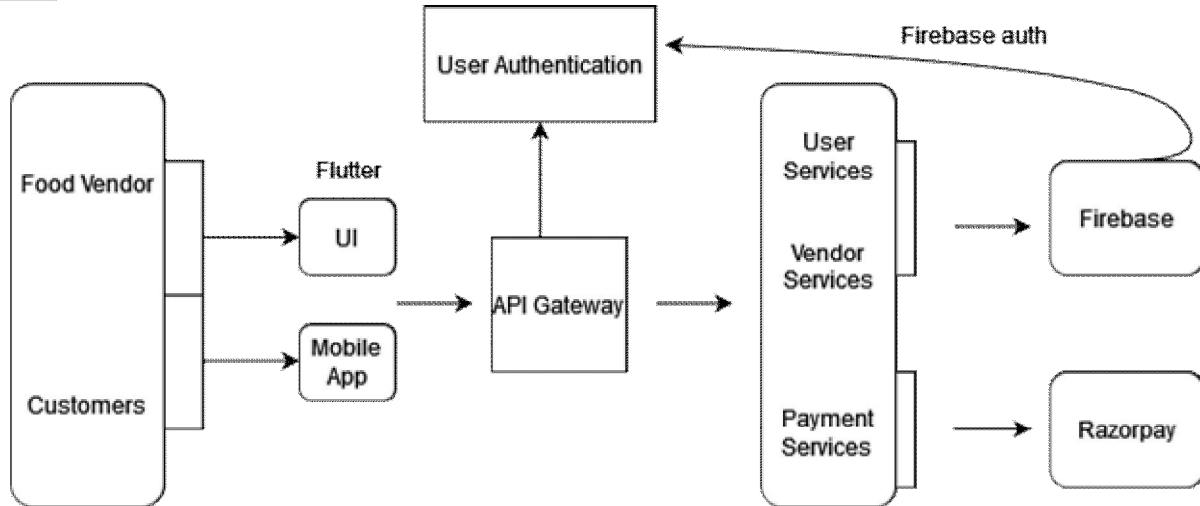 Firebase auth
User Authentication
Food Vendor
Customers
Flutter
UI
Mobile
App
API Gateway
User
Services
Vendor
Services
Payment
Services
Firebase
Razorpay